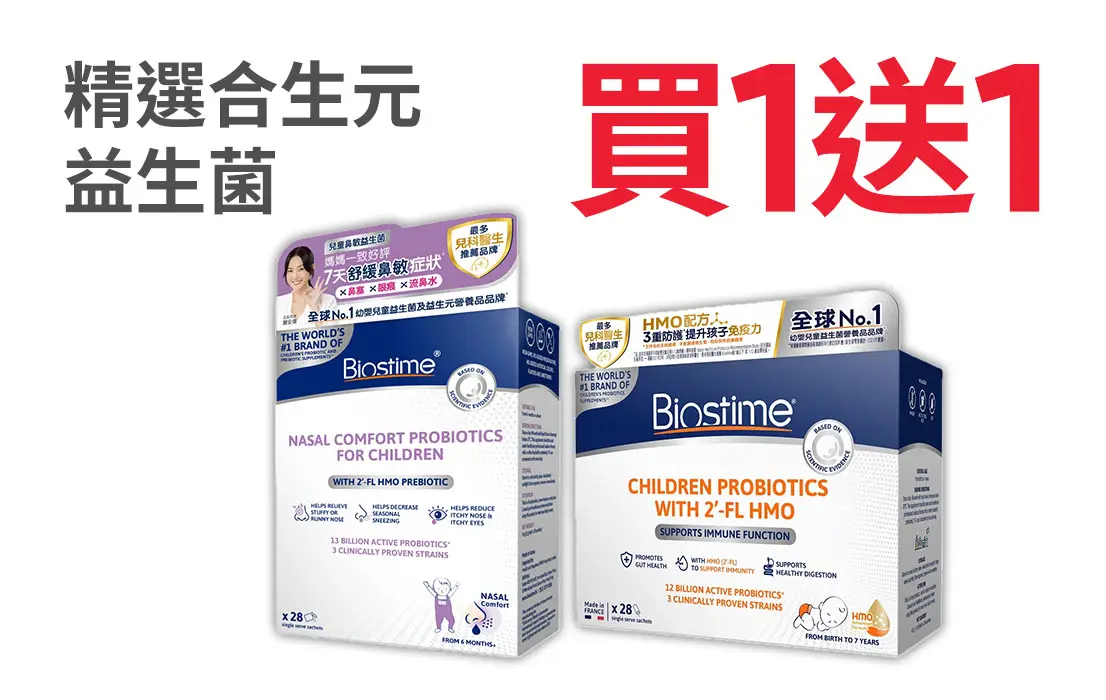 精選合生元
益生菌
買1送1
兒童鼻敏益生菌
媽媽一致好評
7天舒緩鼻敏症狀
×鼻塞 ×眼痕 ×流鼻水
最多
兒科醫生
推薦品牌
全球No.1幼嬰兒童益生菌及益生元營養品品牌
THE WORLD'S
#1 BRAND OF
CHILDREN'S PROBIOTIC AND
PREBIOTIC SUPPLEMENTS
Biostime®
BASED ON
SCIENTIFIC EVIDENCE
NASAL COMFORT PROBIOTICS
FOR CHILDREN
WITH 2'-FL HMO PREBIOTIC
HELPS RELIEVE
STUFFY OR
RUNNY NOSE
HELPS DECREASE
SEASONAL
SNEEZING
HELPS REDUCE
ITCHY NOSE &
ITCHY EYES
13 BILLION ACTIVE PROBIOTICS*
3 CLINICALLY PROVEN STRAINS
x 28
single serve sachets
NASAL
Comfort
FROM 6 MONTHS+
最多
兒科醫生
推薦品牌
HMO配方
3重防護提升孩子免疫力
全球No.1
幼嬰兒童益生菌營養品品牌
THE WORLD'S
#1 BRAND OF
CHILDREN'S PROBIOTICS
SUPPLEMENTS
Biostime®
BASED ON
SCIENTIFIC EVIDENCE
CHILDREN PROBIOTICS
WITH 2'-FL HMO
SUPPORTS IMMUNE FUNCTION
PROMOTES
GUT HEALTH
WITH HMO (2'-FL)
TO SUPPORT IMMUNITY
SUPPORTS
HEALTHY DIGESTION
12 BILLION ACTIVE PROBIOTICS*
3 CLINICALLY PROVEN STRAINS
Made in
FRANCE
x 28
single serve sachets
HMO
FROM BIRTH TO 7 YEARS